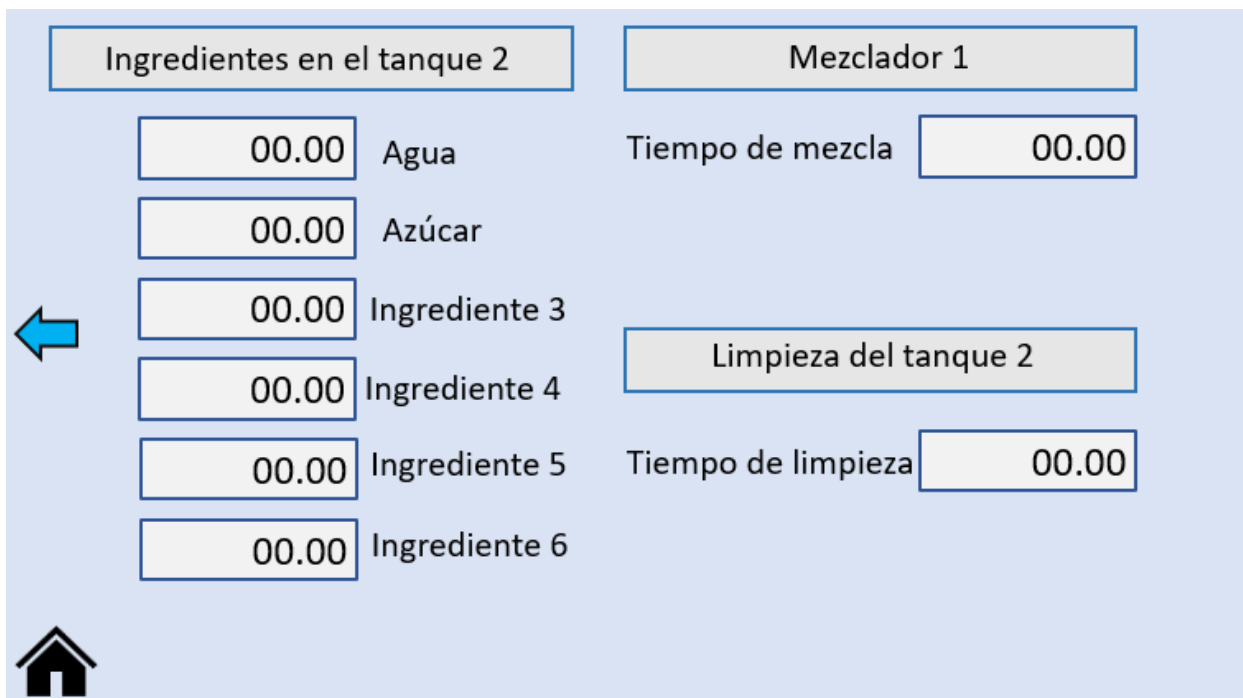 Ingredientes en el tanque 2
00.00 Agua
00.00 Azúcar
00.00 Ingrediente 3
00.00 Ingrediente 4
00.00 Ingrediente 5
00.00 Ingrediente 6
Mezclador 1
Tiempo de mezcla 00.00
Limpieza del tanque 2
Tiempo de limpieza 00.00